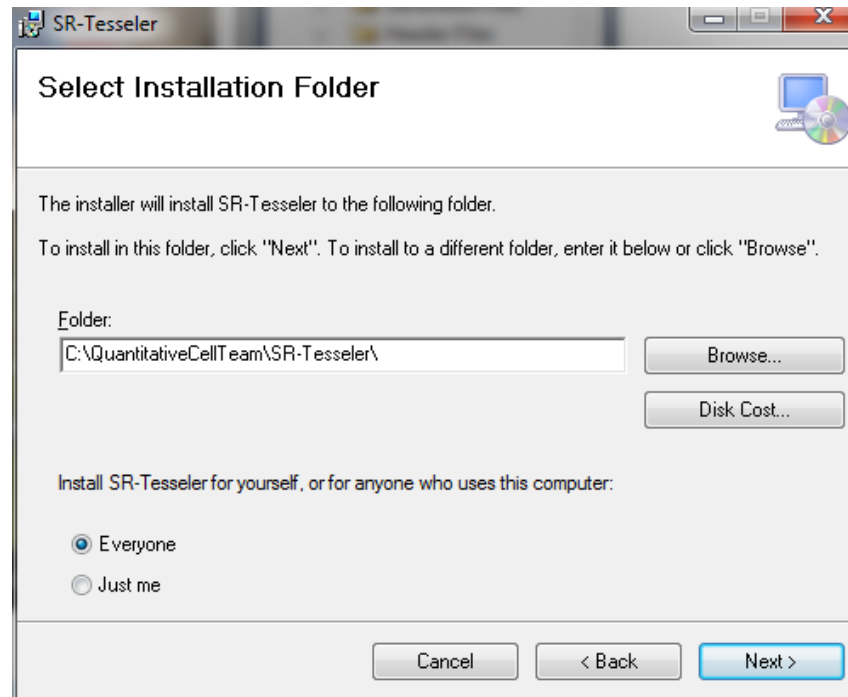 SR-Tesseler
Select Installation Folder
The installer will install SR-Tesseler to the following folder.
To install in this folder, click "Next". To install to a different folder, enter it below or click "Browse".
Folder:
C:\QuantitativeCellTeam\SR-Tesseler\
Browse...
Disk Cost...
Install SR-Tesseler for yourself, or for anyone who uses this computer:
Everyone
Just me
Cancel
< Back
Next >